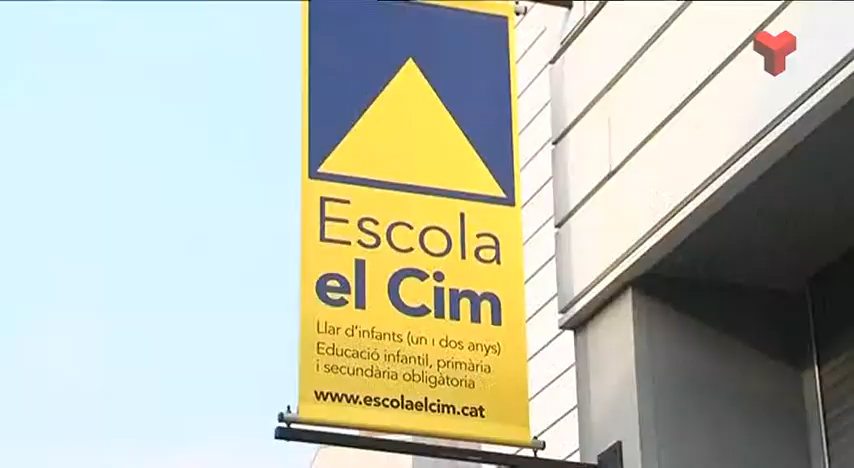 Escola
el Cim
Llar d'infants (un i dos anys)
Educació infantil, primària
i secundària obligatòria
www.escolaelcim.cat